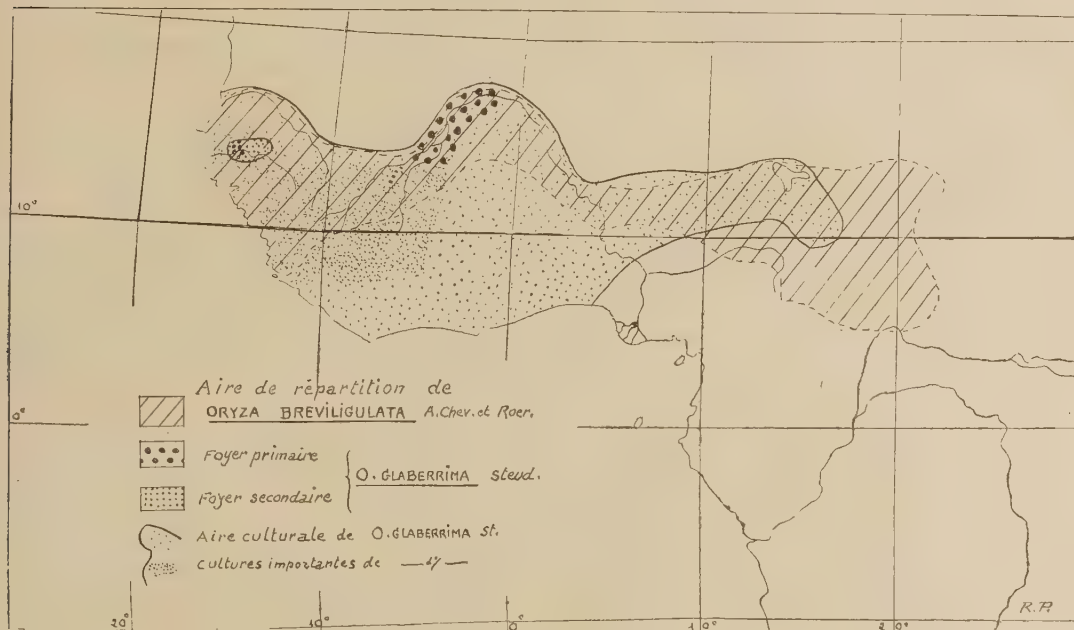 10°
Aire de répartition de
ORYZA BREVILIGULATA A.Chev. et Roer.
0°
Foyer primaire
O. GLABERRIMA Steud.
Foyer secondaire
Aire culturale de O.GLABERRIMA St.
cultures importantes de — d° —
R.P.
20° 10° 0° 10° 20°